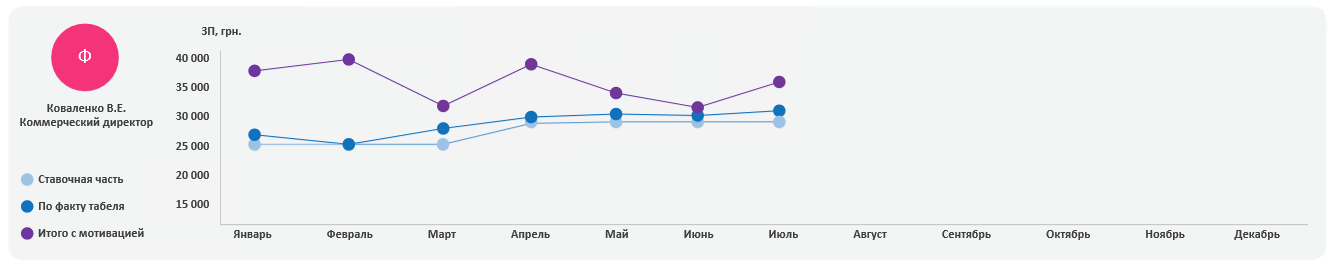 Ф
Коваленко В.Е.
Коммерческий директор
Ставочная часть
По факту табеля
Итого с мотивацией
ЗП, грн.
40 000
35 000
30 000
25 000
20 000
15 000
Январь Февраль Март Апрель Май Июнь Июль Август Сентябрь Октябрь Ноябрь Декабрь